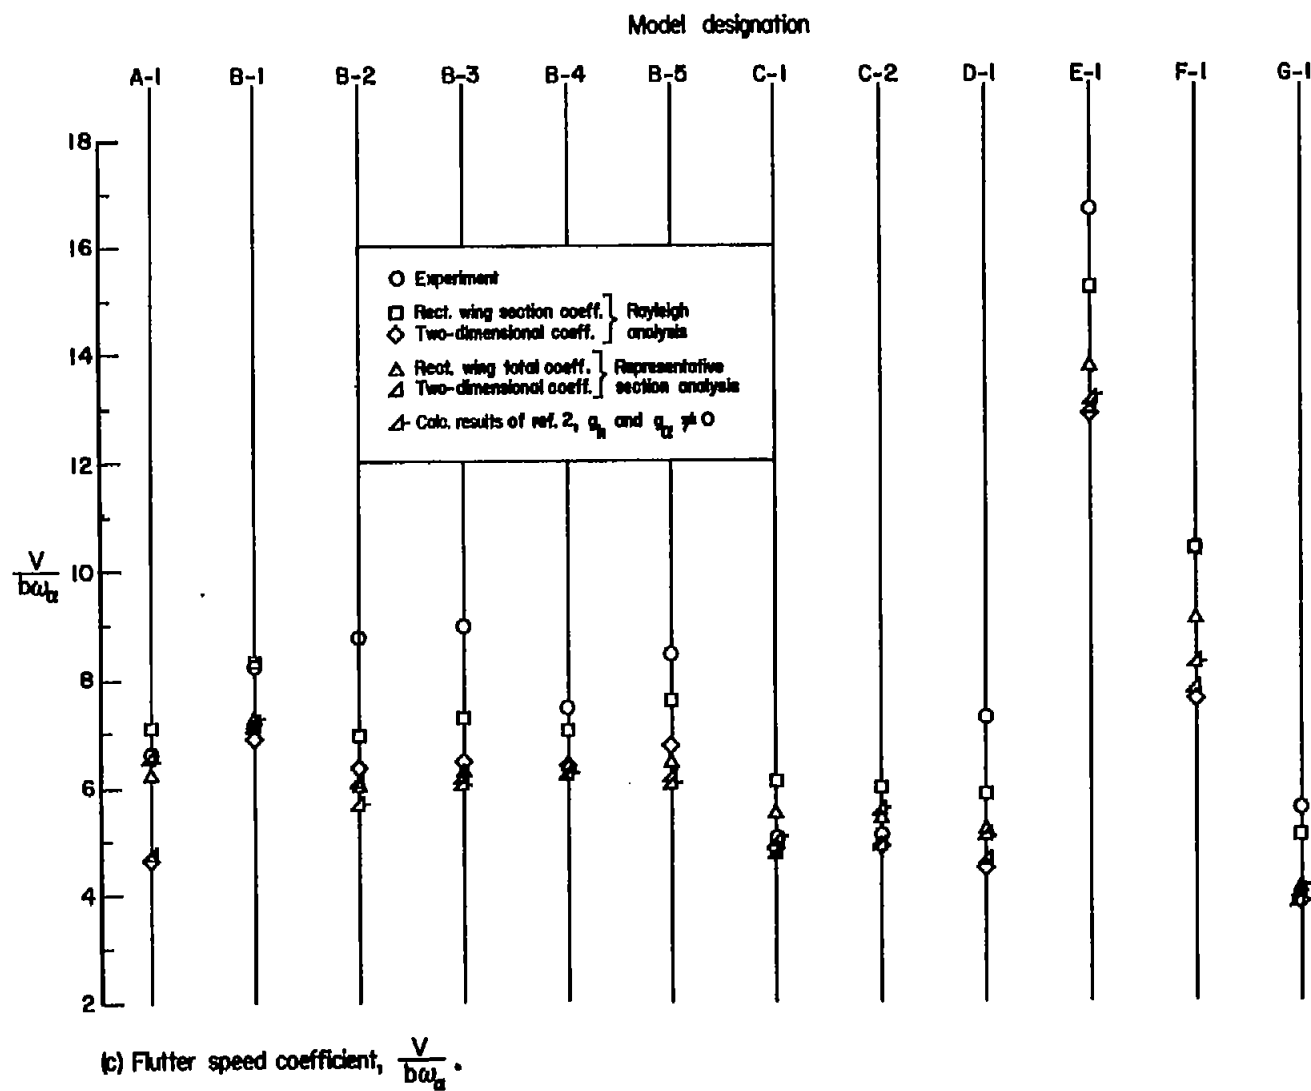 Model designation
A-1 B-1 B-2 B-3 B-4 B-5 C-1 C-2 D-1 E-1 F-1 G-1
18
16
Experiment
Rect. wing section coeff. } Rayleigh
Two-dimensional coeff. } analysis
14
Rect. wing total coeff. } Representative
Two-dimensional coeff. } section analysis
Calc. results of ref. 2, g_h and g_α ≠ 0
12
V/bω_α
10
8
6
4
2
(c) Flutter speed coefficient, V/bω_α .